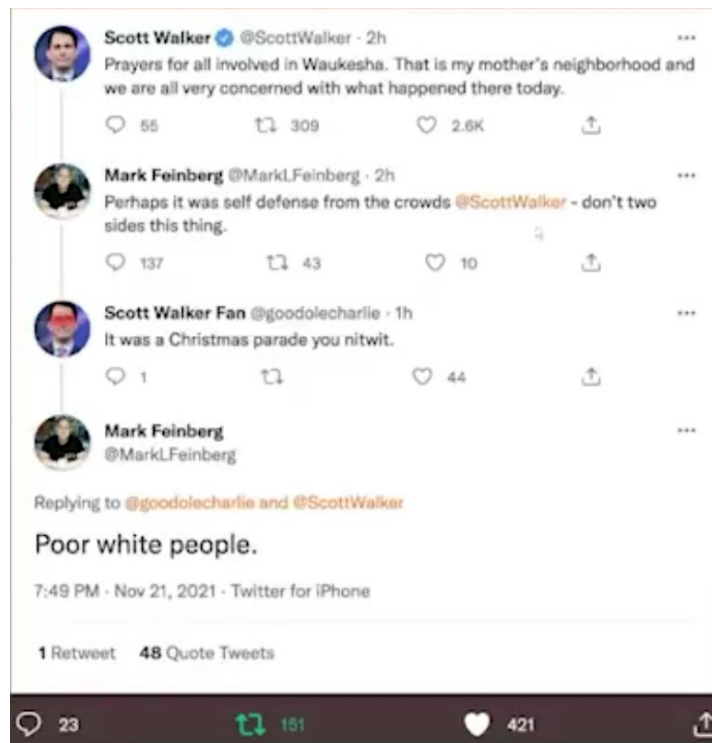 Scott Walker @ScottWalker · 2h
Prayers for all involved in Waukesha. That is my mother's neighborhood and
we are all very concerned with what happened there today.
55 309 2.6K
Mark Feinberg @MarkLFeinberg · 2h
Perhaps it was self defense from the crowds @ScottWalker - don't two
sides this thing.
137 43 10
Scott Walker Fan @goodolecharlie · 1h
It was a Christmas parade you nitwit.
1 44
Mark Feinberg
@MarkLFeinberg
Replying to @goodolecharlie and @ScottWalker
Poor white people.
7:49 PM · Nov 21, 2021 · Twitter for iPhone
1 Retweet 48 Quote Tweets
23 151 421